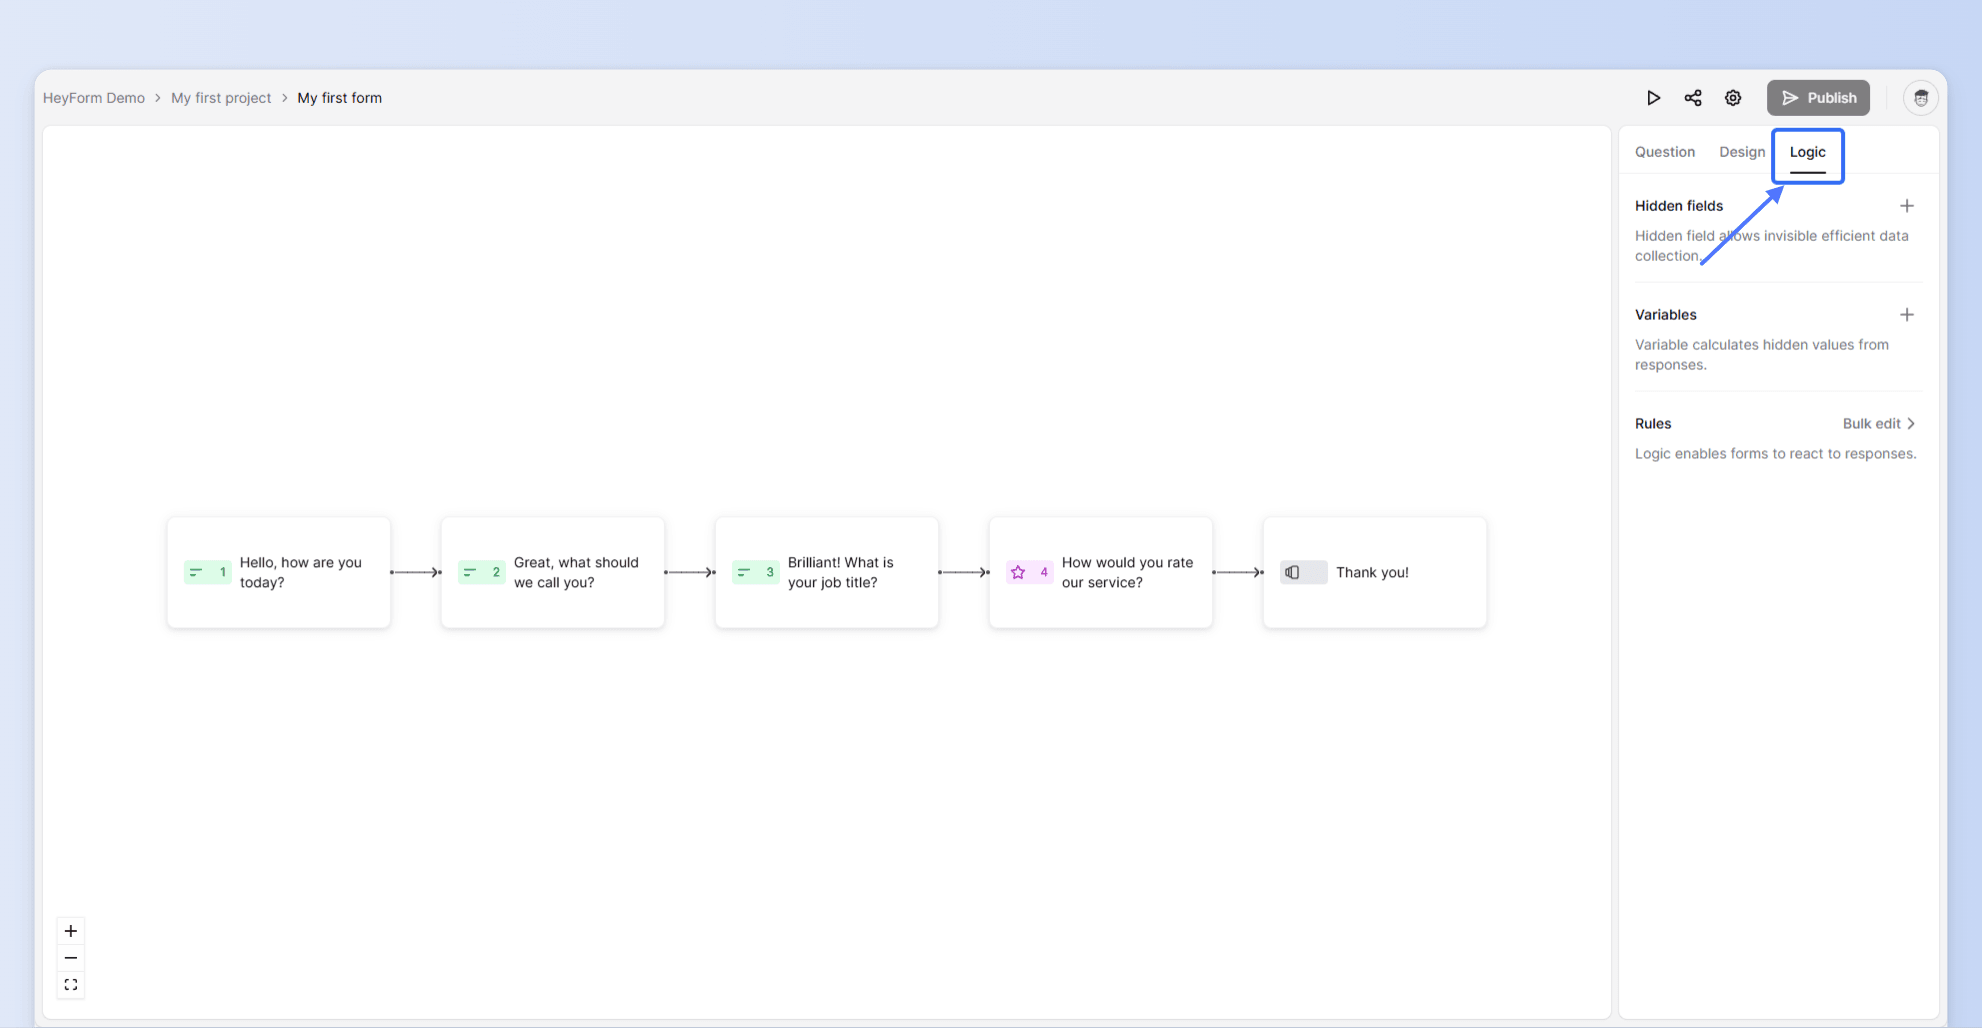 HeyForm Demo > My first project > My first form
Publish
Question Design Logic
Hidden fields
Hidden field allows invisible efficient data
collection.
Variables
Variable calculates hidden values from
responses.
Rules Bulk edit
Logic enables forms to react to responses.
1 Hello, how are you
today?
2 Great, what should
we call you?
3 Brilliant! What is
your job title?
4 How would you rate
our service?
Thank you!